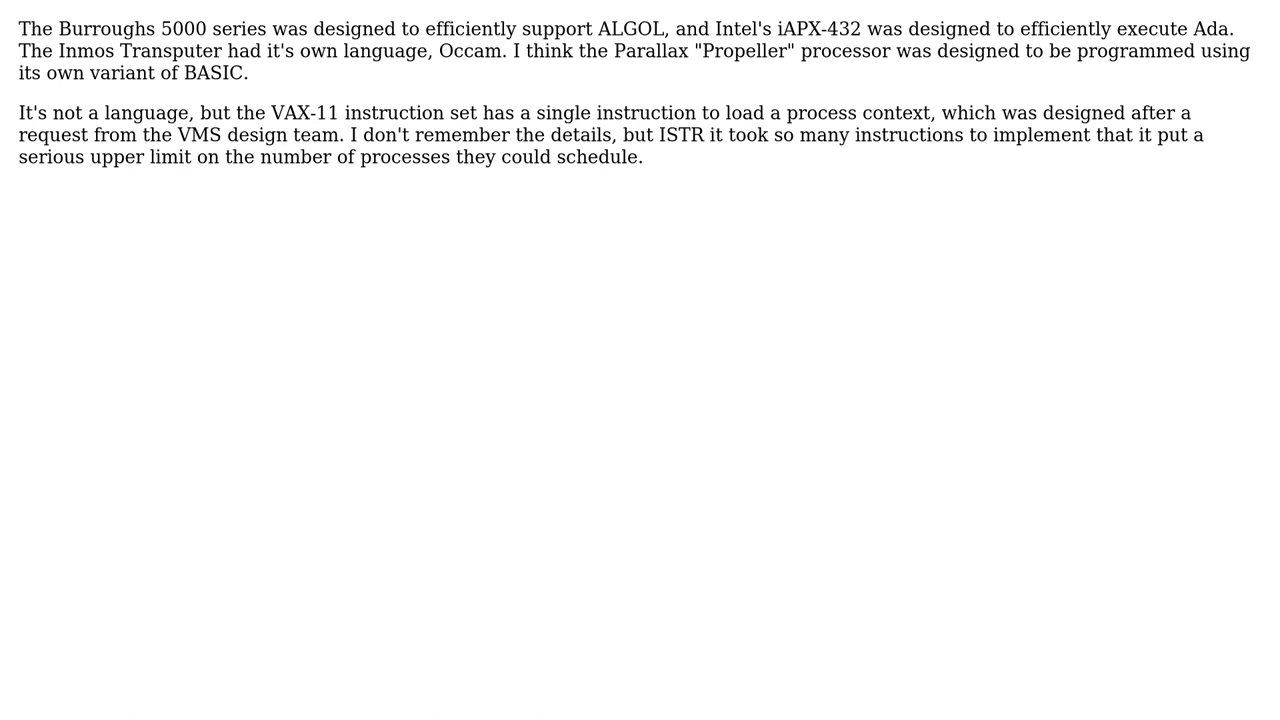 The Burroughs 5000 series was designed to efficiently support ALGOL, and Intel's iAPX-432 was designed to efficiently execute Ada.
The Inmos Transputer had it's own language, Occam. I think the Parallax "Propeller" processor was designed to be programmed using
its own variant of BASIC.
It's not a language, but the VAX-11 instruction set has a single instruction to load a process context, which was designed after a
request from the VMS design team. I don't remember the details, but ISTR it took so many instructions to implement that it put a
serious upper limit on the number of processes they could schedule.